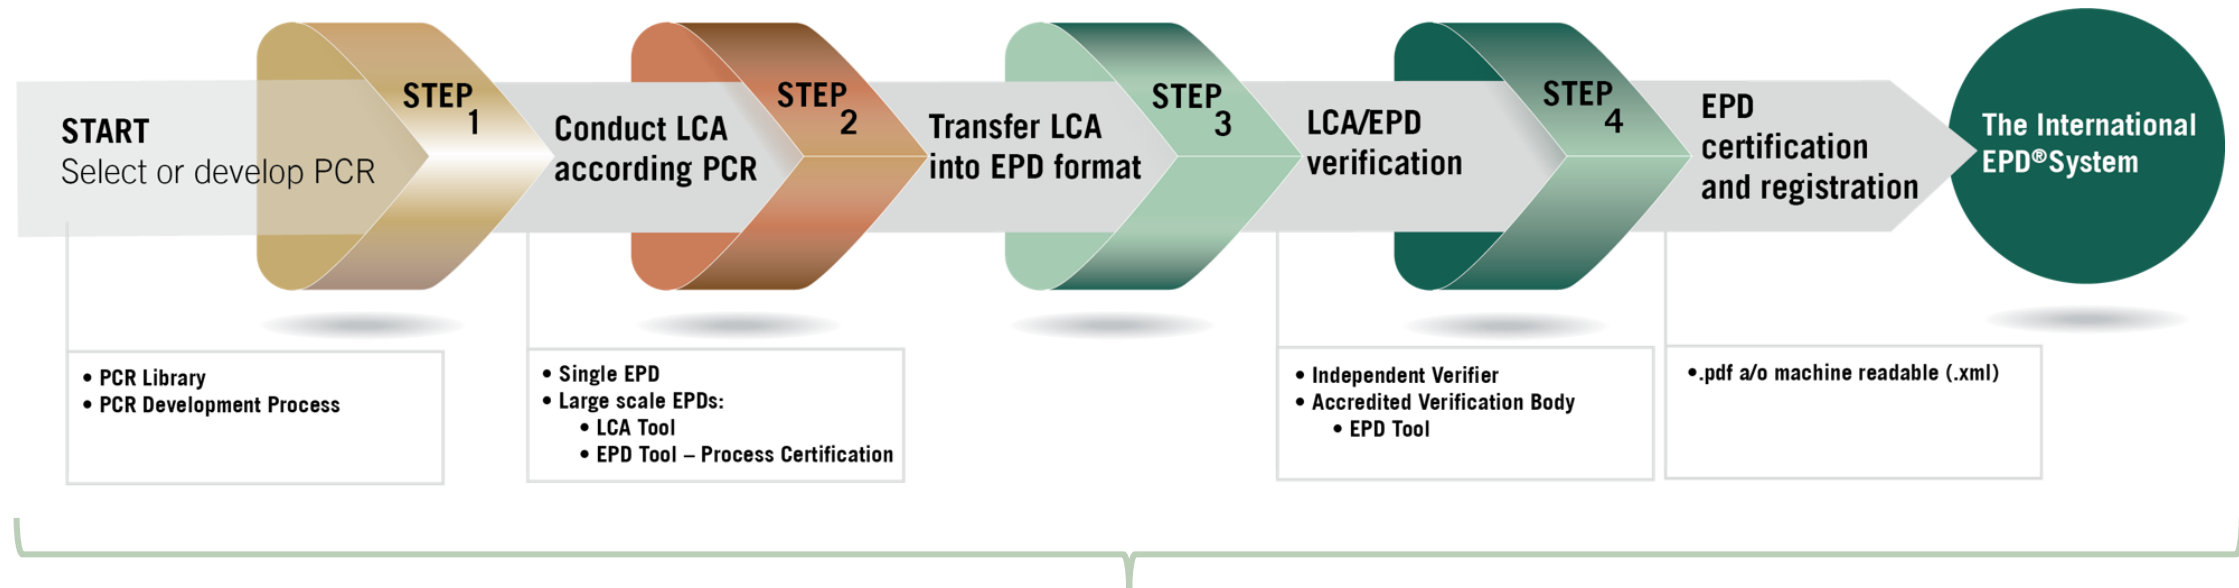 START
Select or develop PCR
STEP 1
Conduct LCA
according PCR
STEP 2
Transfer LCA
into EPD format
STEP 3
LCA/EPD
verification
STEP 4
EPD
certification
and registration
The International
EPD®System
• PCR Library
• PCR Development Process
• Single EPD
• Large scale EPDs:
• LCA Tool
• EPD Tool – Process Certification
• Independent Verifier
• Accredited Verification Body
• EPD Tool
•.pdf a/o machine readable (.xml)